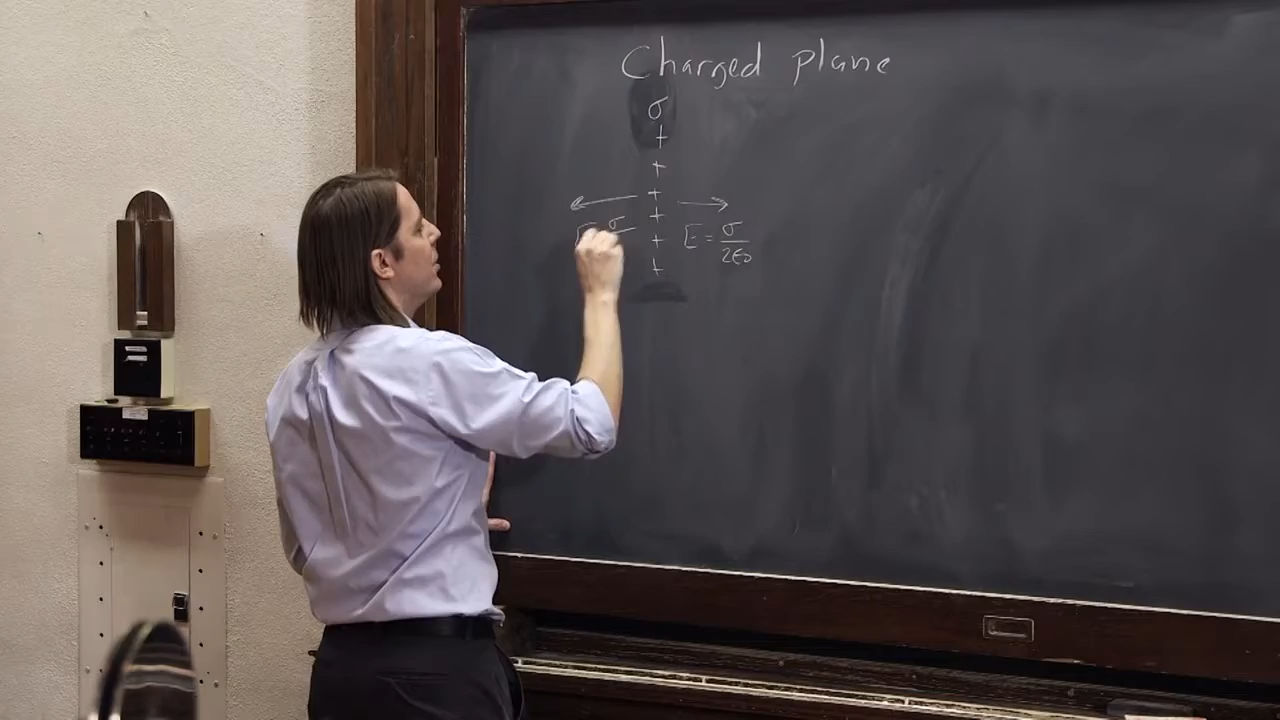 Charged plane
σ
+
+
+
+
+
+
E = σ/2ε₀